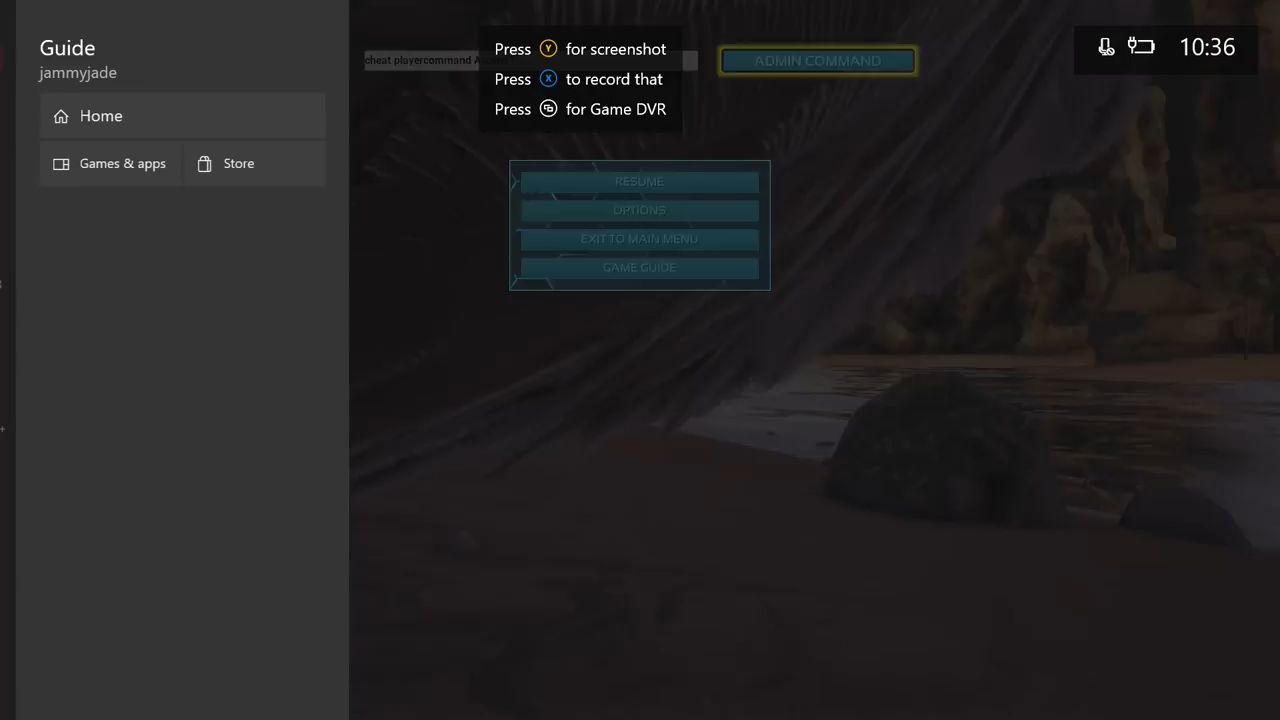 Guide
jammyjade
Home
Games & apps
Store
Press Y for screenshot
Press X to record that
Press for Game DVR
10:36
cheat playercommand
ADMIN COMMAND
RESUME
OPTIONS
EXIT TO MAIN MENU
GAME GUIDE